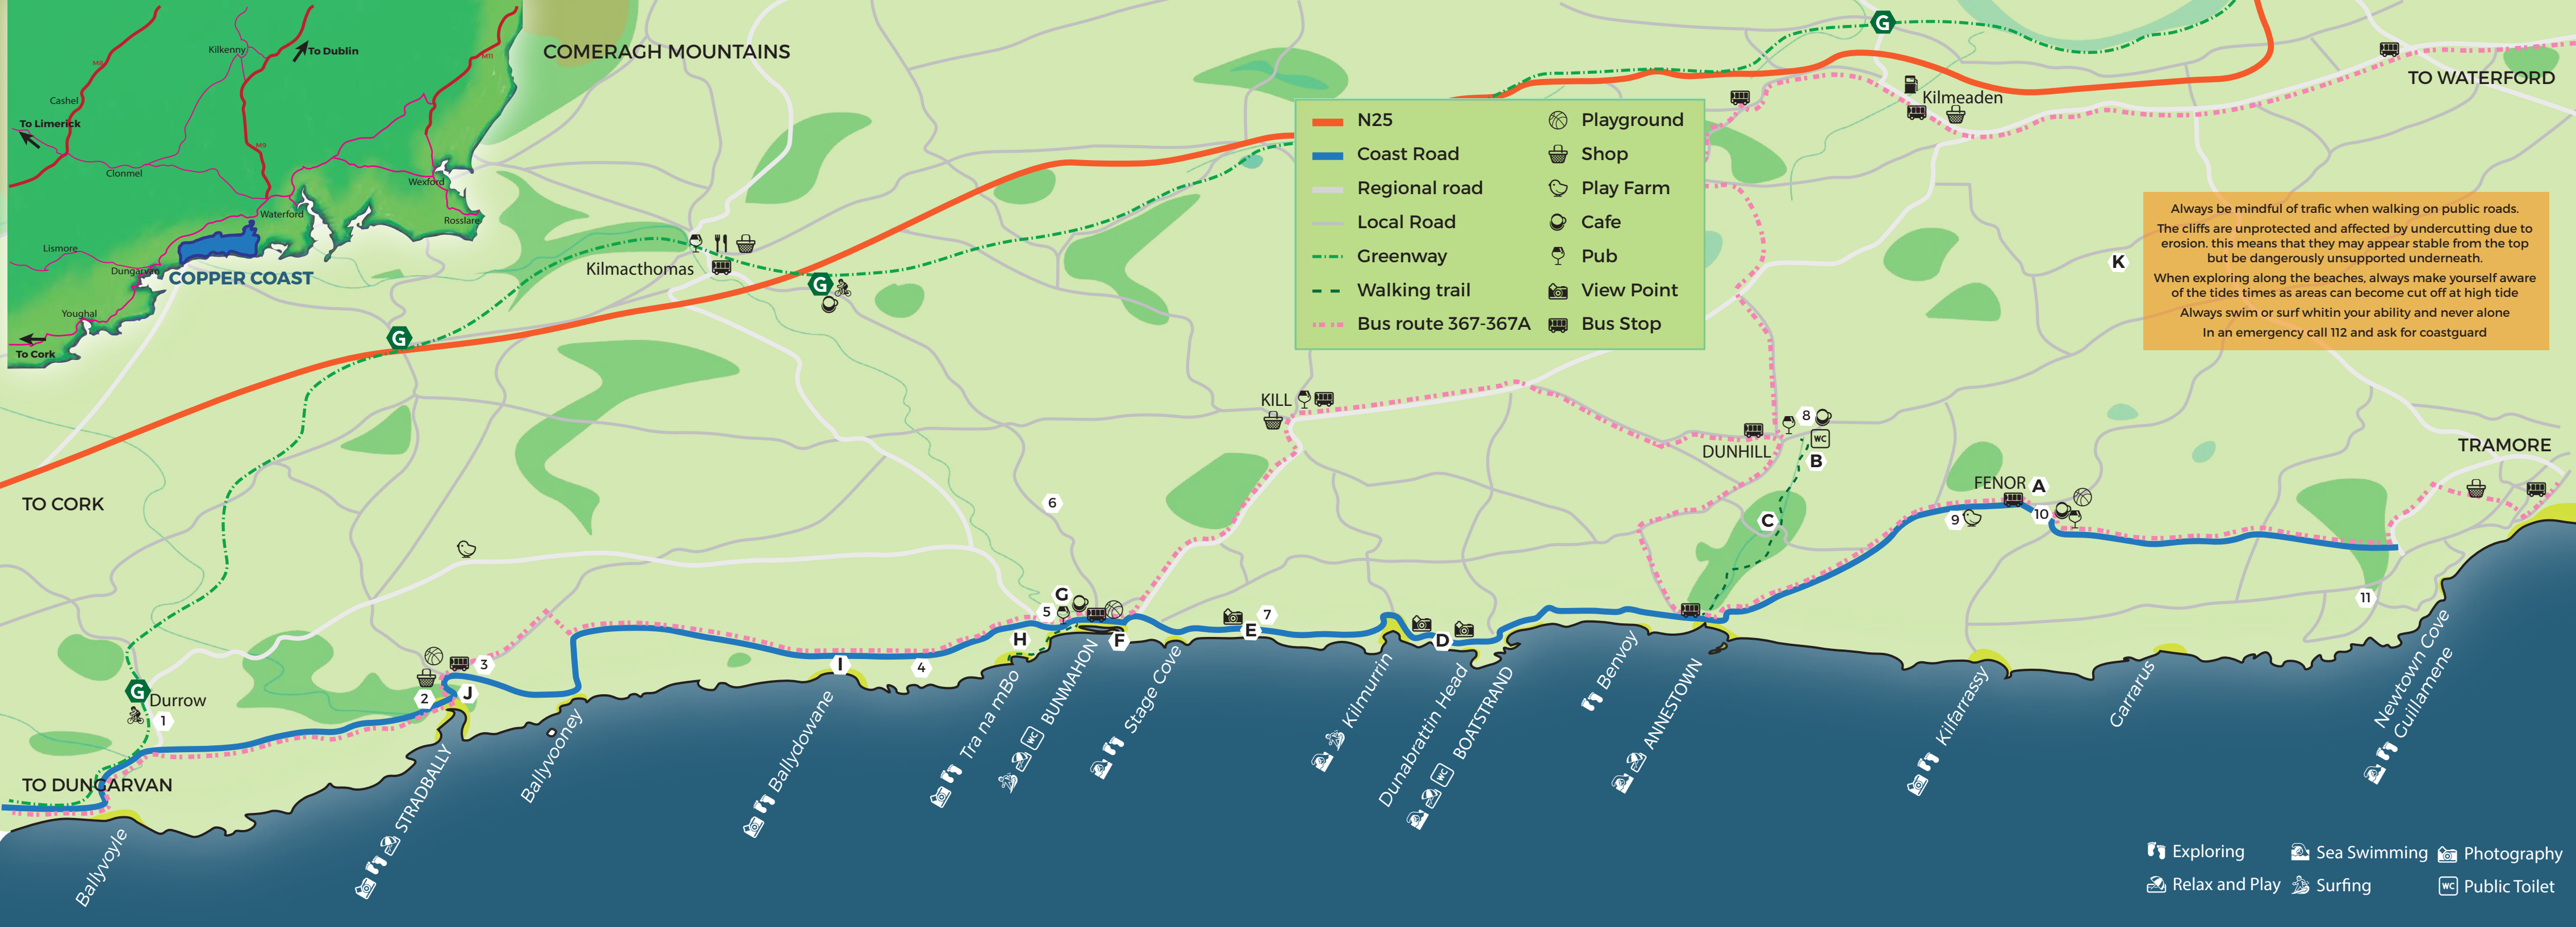 COMERAGH MOUNTAINS
M8
Kilkenny
To Dublin
M11
Cashel
To Limerick
M9
Clonmel
Wexford
Waterford
Rosslare
Lismore
Dungarvan
COPPER COAST
Youghal
To Cork
G
TO WATERFORD
Kilmeaden
N25
Coast Road
Regional road
Local Road
Greenway
Walking trail
Bus route 367-367A
Playground
Shop
Play Farm
Cafe
Pub
View Point
Bus Stop
Always be mindful of trafic when walking on public roads.
The cliffs are unprotected and affected by undercutting due to
erosion. this means that they may appear stable from the top
but be dangerously unsupported underneath.
When exploring along the beaches, always make yourself aware
of the tides times as areas can become cut off at high tide
Always swim or surf whitin your ability and never alone
In an emergency call 112 and ask for coastguard
K
Kilmacthomas
G
G
KILL
8
WC
DUNHILL
B
TRAMORE
FENOR
A
TO CORK
6
C
9
10
G
5
7
11
H
F
E
D
3
I
4
2
J
G
Durrow
1
TO DUNGARVAN
Ballyvoyle
STRADBALLY
Ballyvooney
Ballydowane
Tra na mBo
WC BUNMAHON
Stage Cove
Kilmurrin
Dunabrattin Head
WC BOATSTRAND
Benvoy
ANNESTOWN
Kilfarrassy
Garrarus
Newtown Cove
Guillamene
Exploring
Sea Swimming
Photography
Relax and Play
Surfing
WC Public Toilet